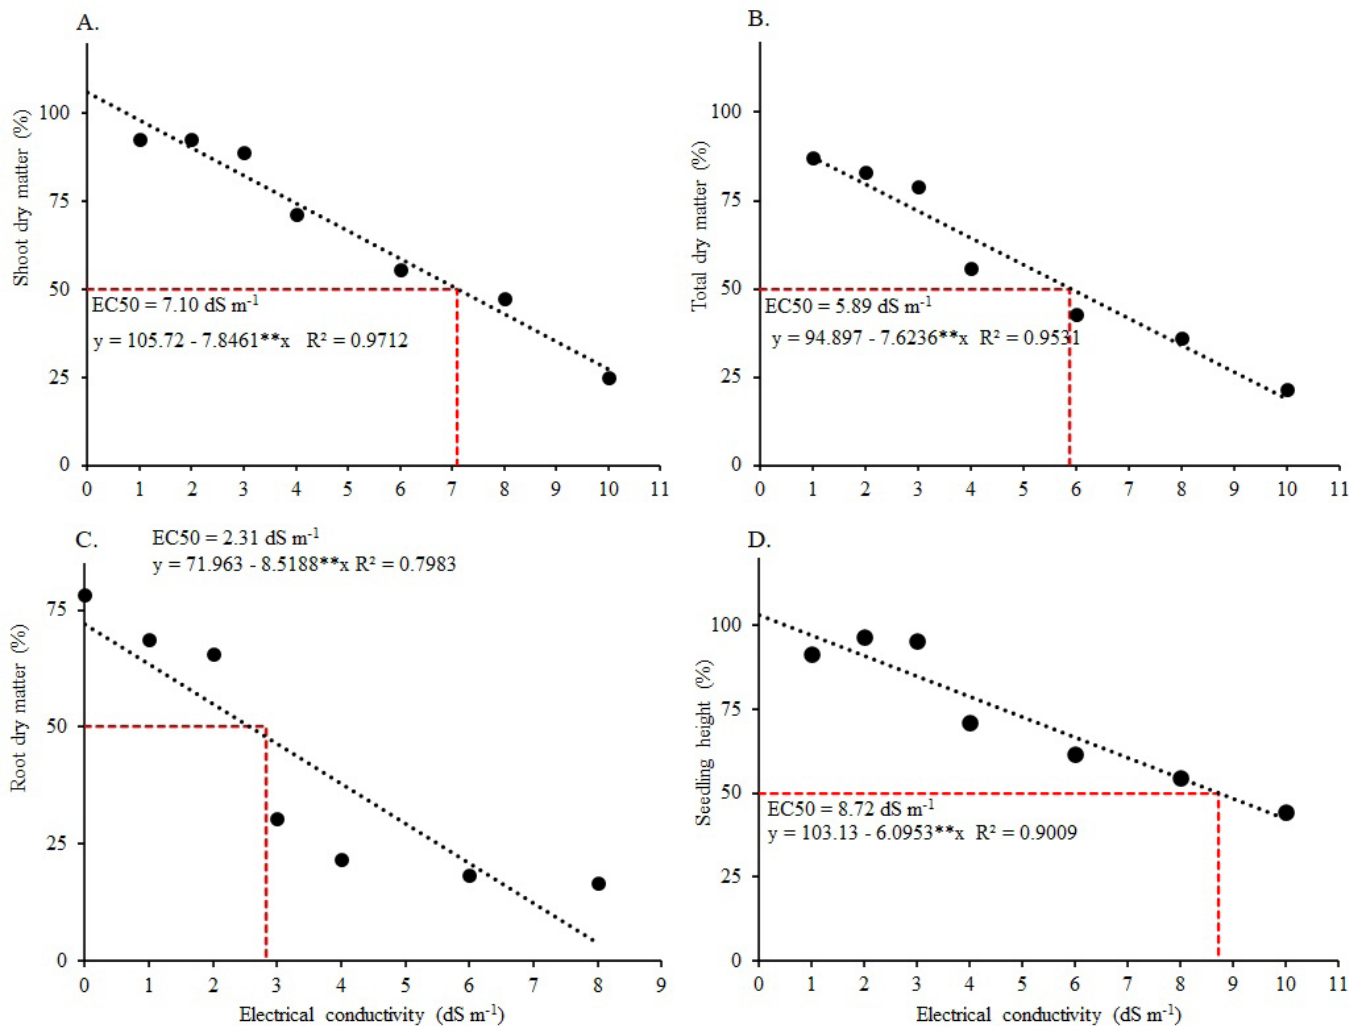 A.
Shoot dry matter (%)
100
75
50
25
0
EC50 = 7.10 dS m⁻¹
y = 105.72 - 7.8461**x R² = 0.9712
0 1 2 3 4 5 6 7 8 9 10 11
B.
Total dry matter (%)
100
75
50
25
0
EC50 = 5.89 dS m⁻¹
y = 94.897 - 7.6236**x R² = 0.9531
0 1 2 3 4 5 6 7 8 9 10 11
C.
EC50 = 2.31 dS m⁻¹
y = 71.963 - 8.5188**x R² = 0.7983
Root dry matter (%)
75
50
25
0
0 1 2 3 4 5 6 7 8 9
Electrical conductivity (dS m⁻¹)
D.
Seedling height (%)
100
75
50
25
0
EC50 = 8.72 dS m⁻¹
y = 103.13 - 6.0953**x R² = 0.9009
0 1 2 3 4 5 6 7 8 9 10 11
Electrical conductivity (dS m⁻¹)